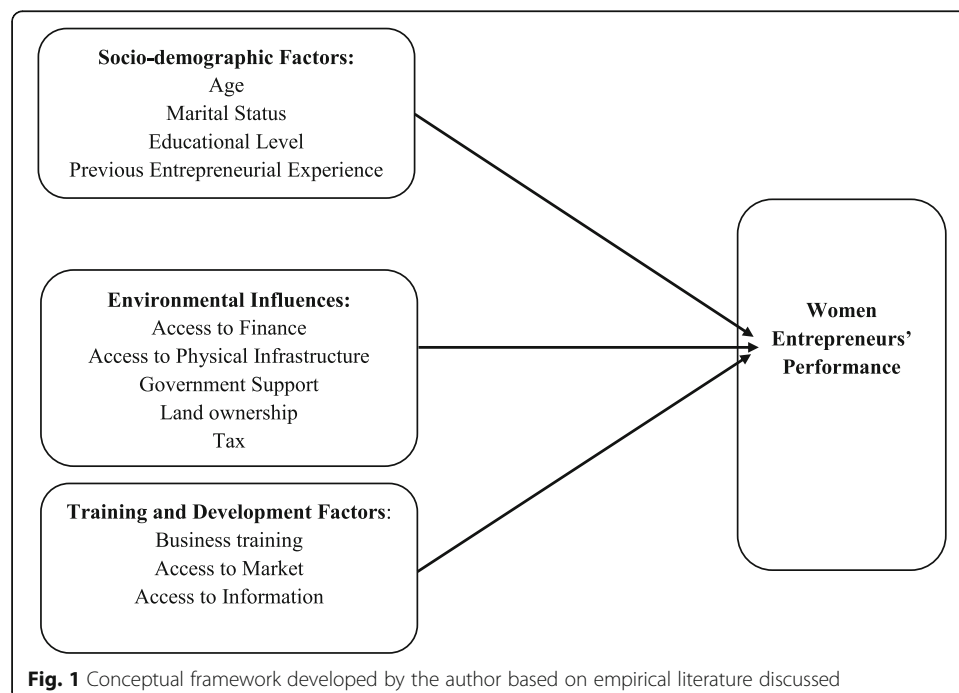 Socio-demographic Factors:
Age
Marital Status
Educational Level
Previous Entrepreneurial Experience
Environmental Influences:
Access to Finance
Access to Physical Infrastructure
Government Support
Land ownership
Tax
Training and Development Factors:
Business training
Access to Market
Access to Information
Women
Entrepreneurs’
Performance
Fig. 1 Conceptual framework developed by the author based on empirical literature discussed